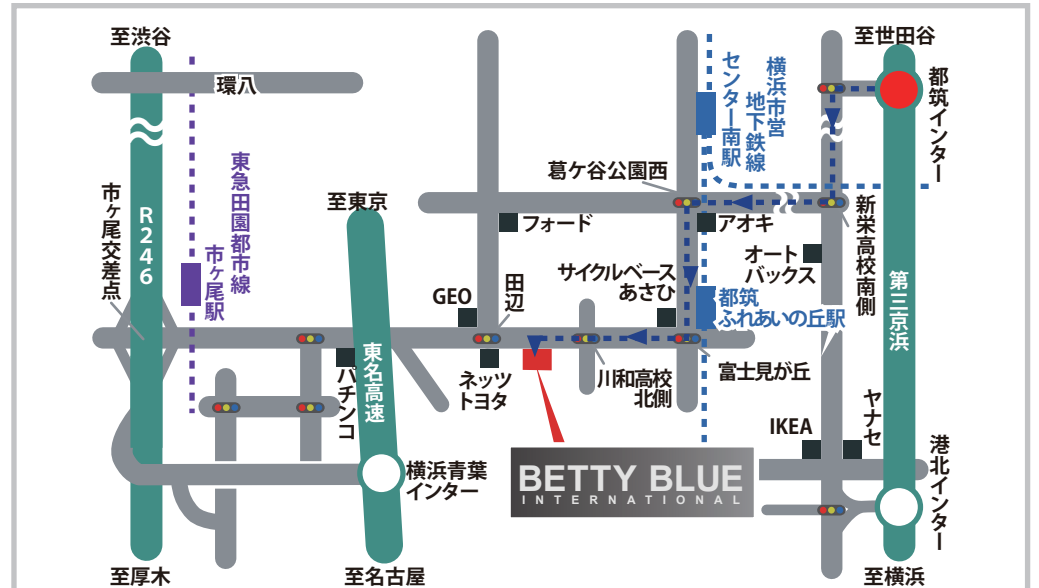 至渋谷
環八
至世田谷
都筑インター
横浜市営
地下鉄線
センター南駅
葛ケ谷公園西
東急田園都市線
市ヶ尾駅
市ヶ尾交差点
R246
至東京
フォード
アオキ
新栄高校南側
オート
バックス
サイクルベース
あさひ
都筑
ふれあいの丘駅
第三京浜
GEO
田辺
東名高速
パチンコ
ネッツ
トヨタ
川和高校
北側
富士見が丘
IKEA
ヤナセ
港北インター
横浜青葉
インター
BETTY BLUE
INTERNATIONAL
至厚木
至名古屋
至横浜